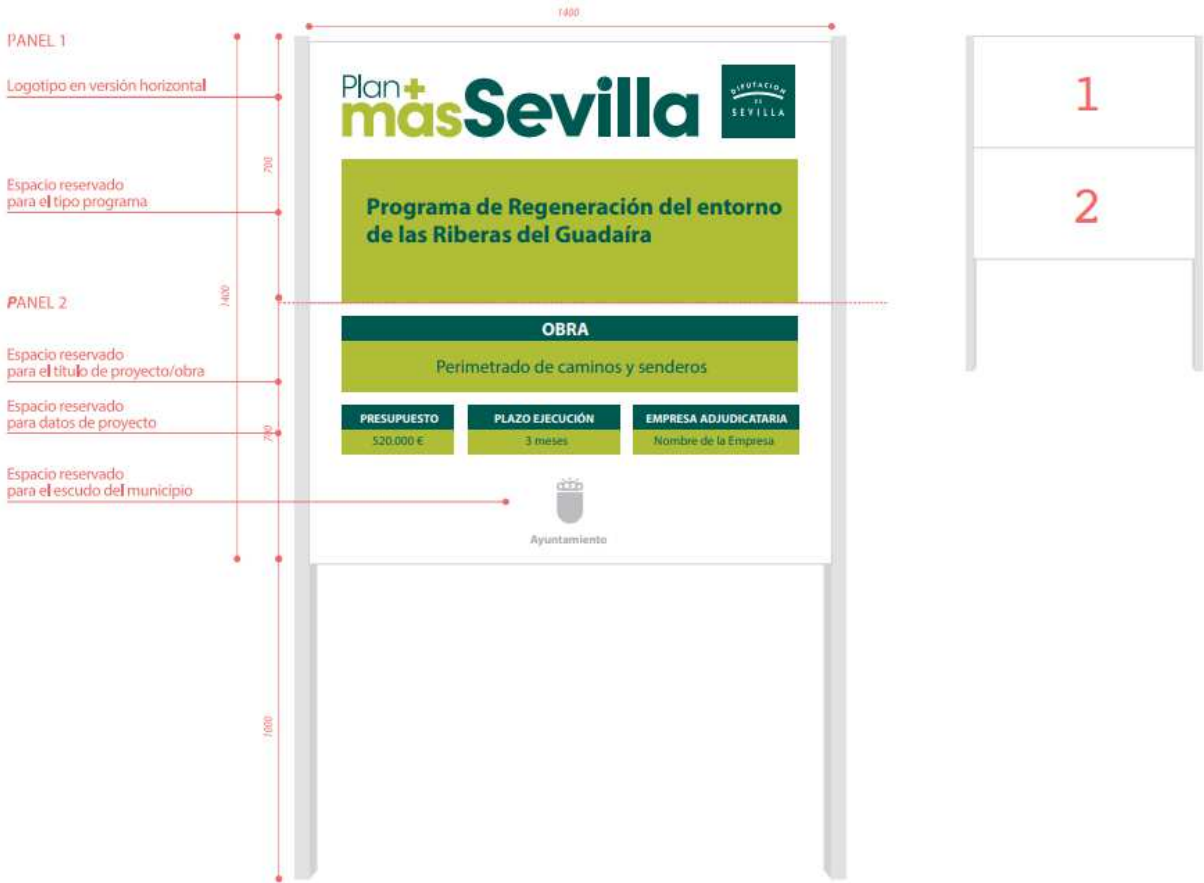 1400
PANEL 1
Logotipo en versión horizontal
Plan+
másSevilla
DIPUTACION
DE
SEVILLA
1
700
Espacio reservado
para el tipo programa
Programa de Regeneración del entorno
de las Riberas del Guadaíra
2
1400
PANEL 2
OBRA
Espacio reservado
para el título de proyecto/obra
Perimetrado de caminos y senderos
Espacio reservado
para datos de proyecto
700
PRESUPUESTO
520.000 €
PLAZO EJECUCIÓN
3 meses
EMPRESA ADJUDICATARIA
Nombre de la Empresa
Espacio reservado
para el escudo del municipio
Ayuntamiento
1000